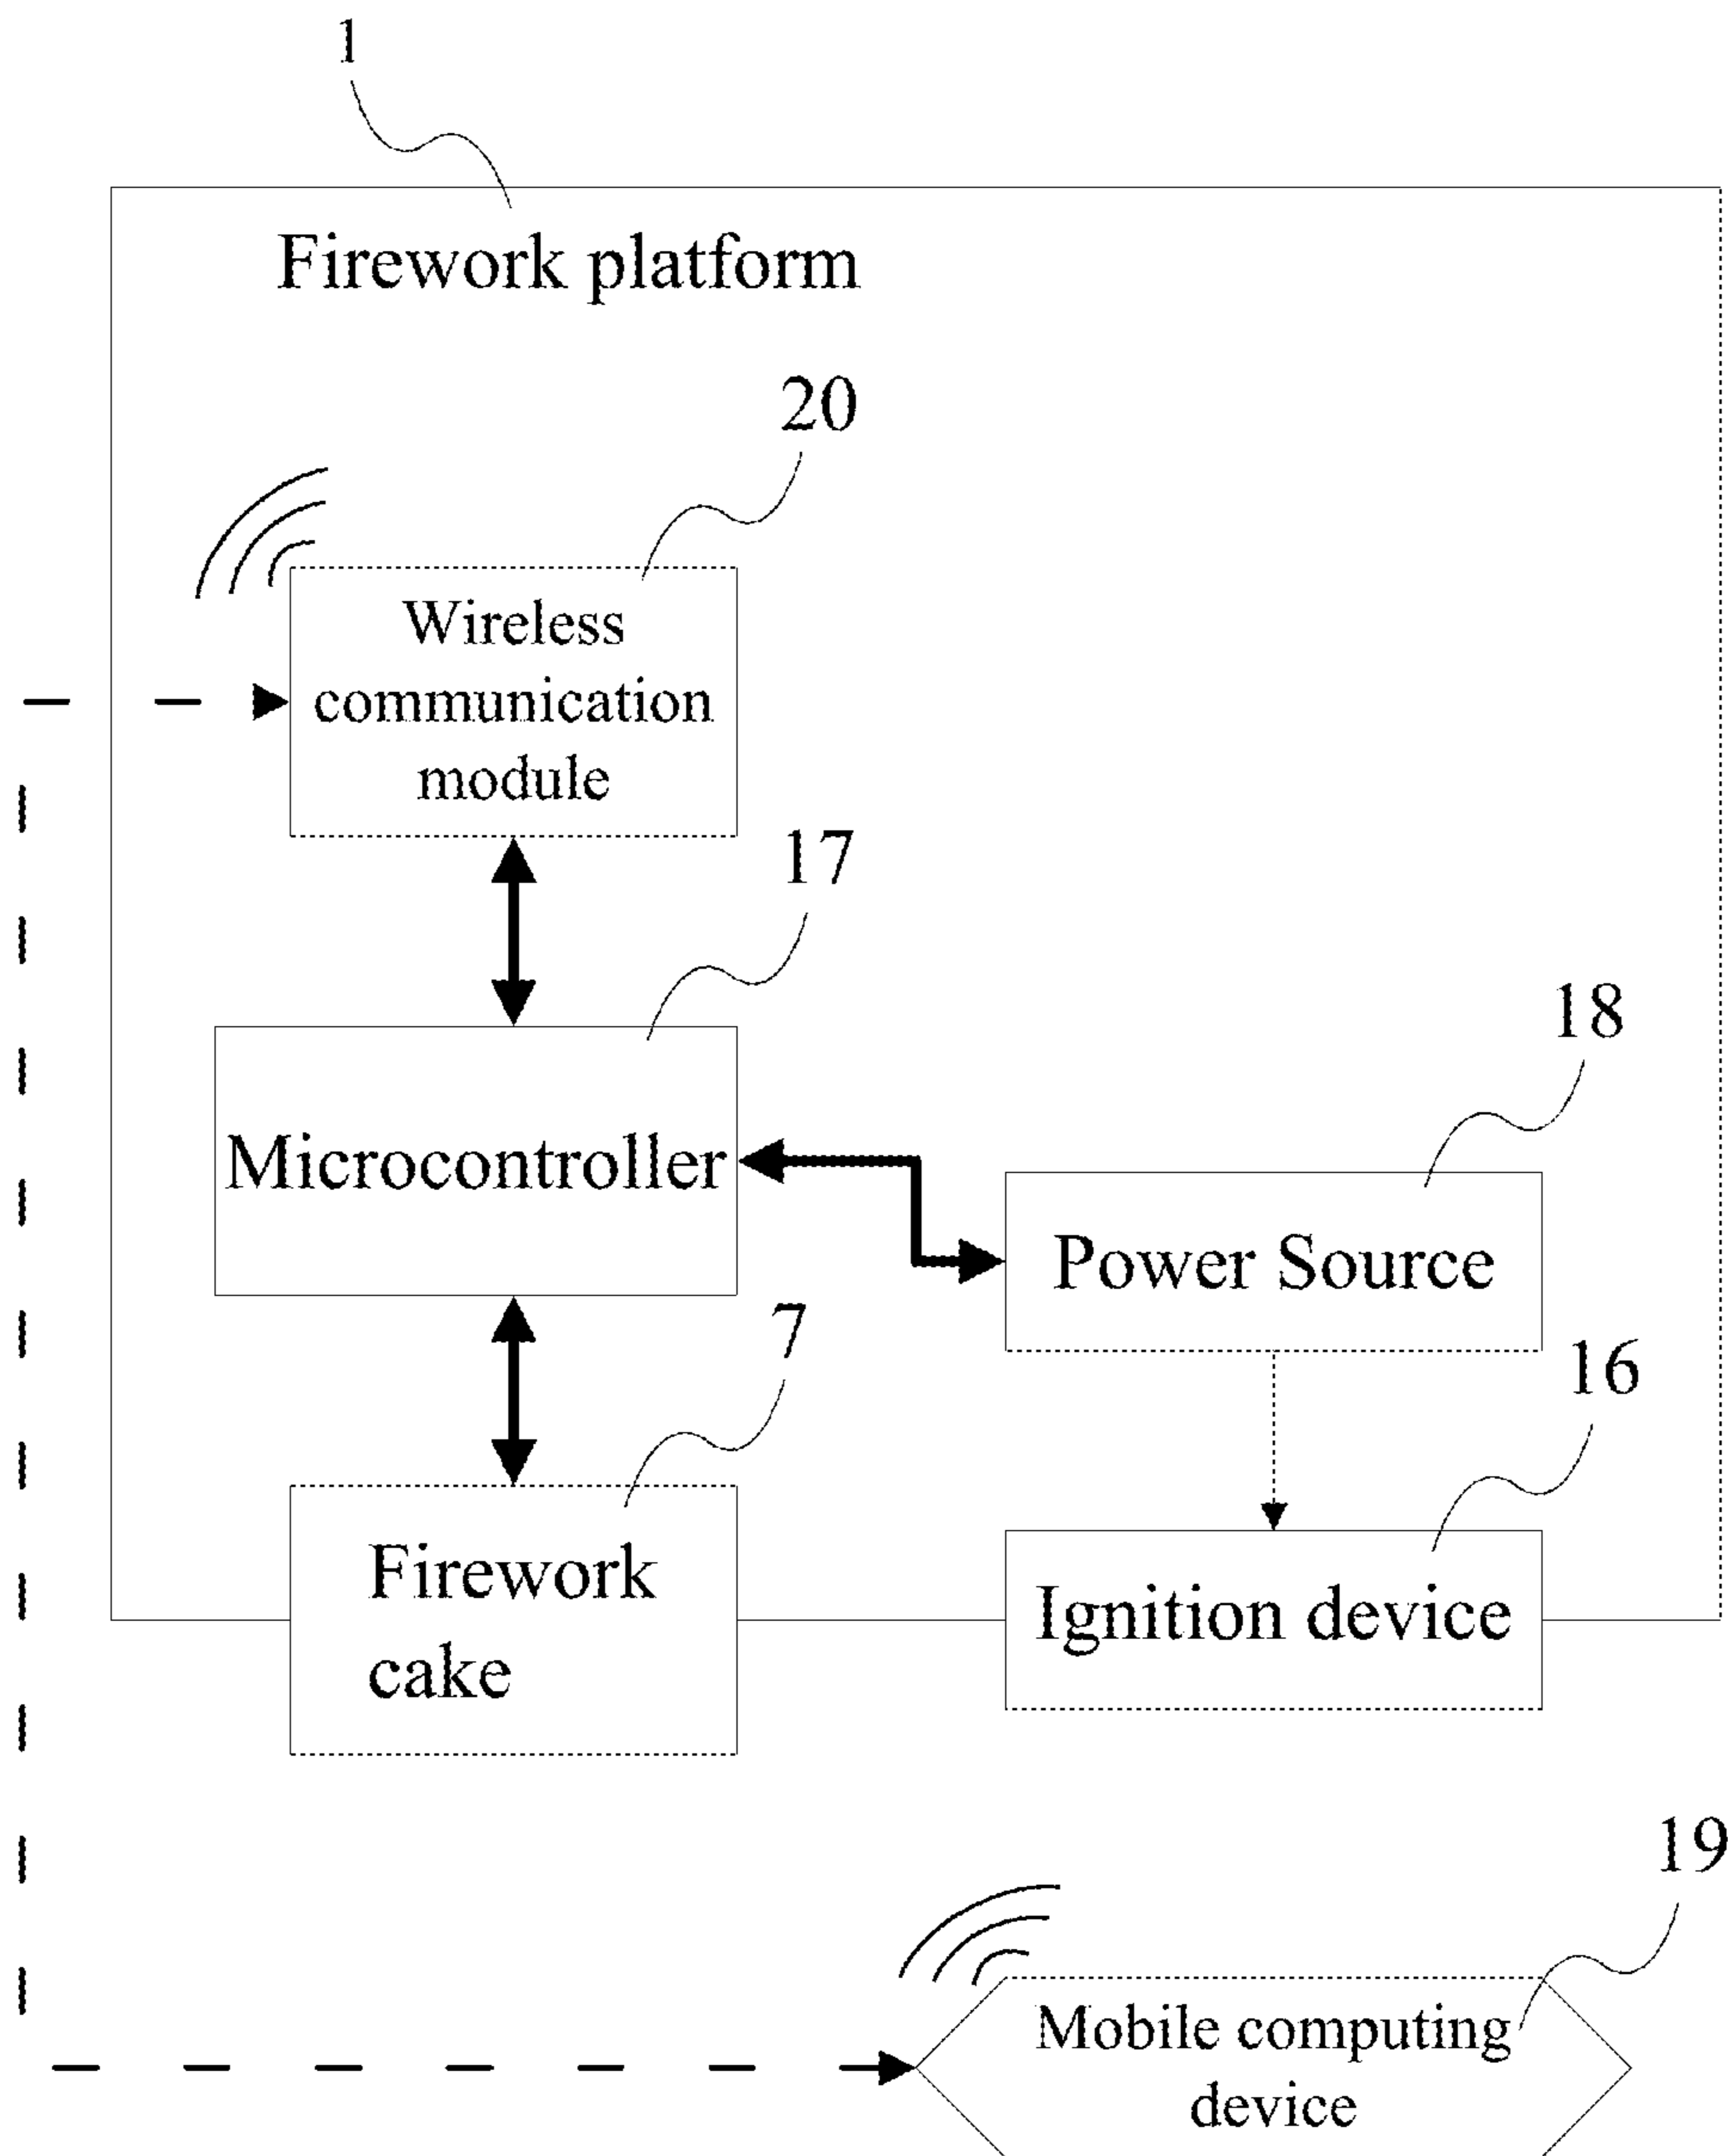 1
Firework platform
20
Wireless
communication
module
17
Microcontroller
18
Power Source
7
16
Firework
cake
Ignition device
19
Mobile computing
device